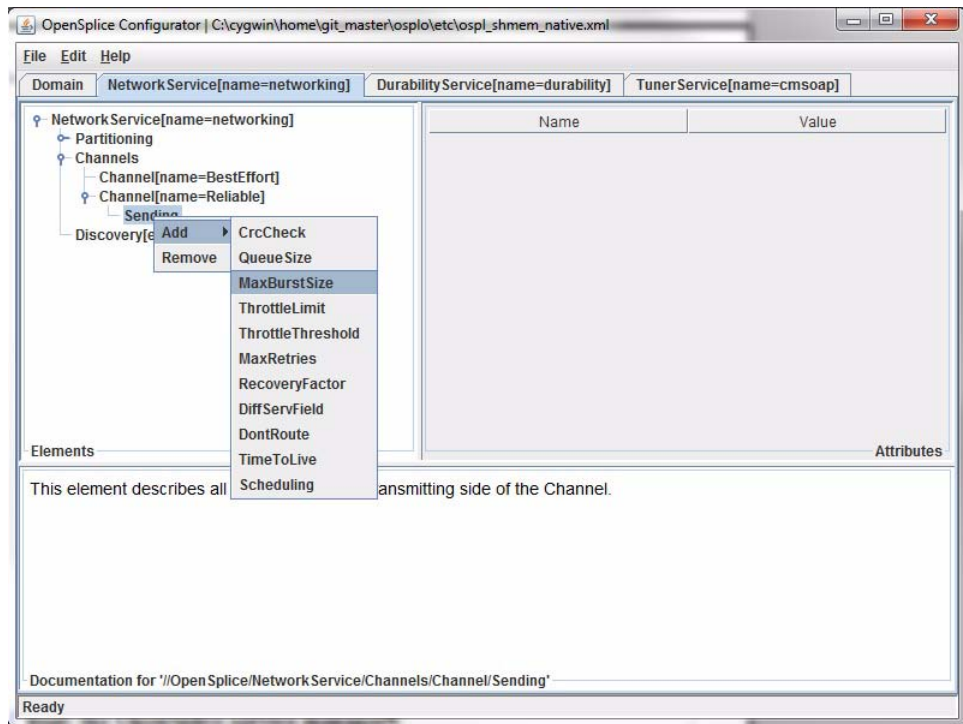 OpenSplice Configurator | C:\cygwin\home\git_master\osplo\etc\ospl_shmem_native.xml
File Edit Help
Domain NetworkService[name=networking] DurabilityService[name=durability] TunerService[name=cmsoap]
NetworkService[name=networking]
Partitioning
Channels
Channel[name=BestEffort]
Channel[name=Reliable]
Sending
Discovery[e
Add
Remove
CrcCheck
QueueSize
MaxBurstSize
ThrottleLimit
ThrottleThreshold
MaxRetries
RecoveryFactor
DiffServField
DontRoute
TimeToLive
Scheduling
Elements
Name Value
Attributes
This element describes all ansmitting side of the Channel.
Documentation for '//OpenSplice/NetworkService/Channels/Channel/Sending'
Ready